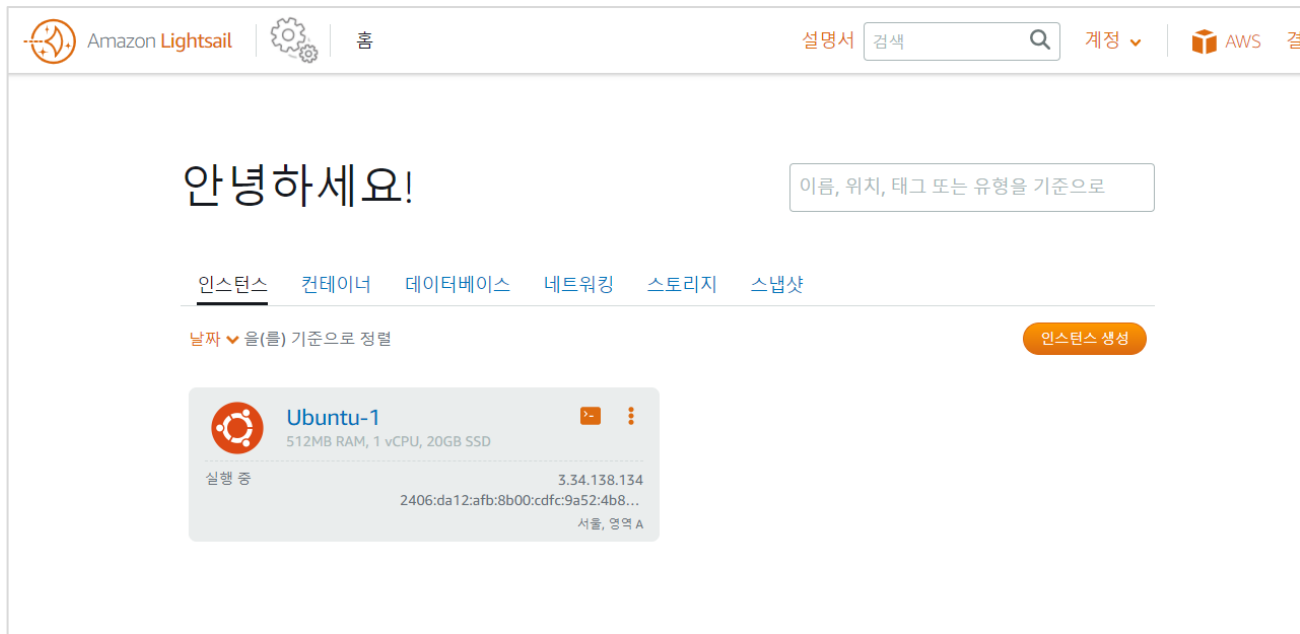 Amazon Lightsail 홈 설명서 검색 계정 AWS
안녕하세요!
이름, 위치, 태그 또는 유형을 기준으로
인스턴스 컨테이너 데이터베이스 네트워킹 스토리지 스냅샷
날짜 을(를) 기준으로 정렬 인스턴스 생성
Ubuntu-1
512MB RAM, 1 vCPU, 20GB SSD
실행 중 3.34.138.134
2406:da12:afb:8b00:cdfc:9a52:4b8...
서울, 영역 A